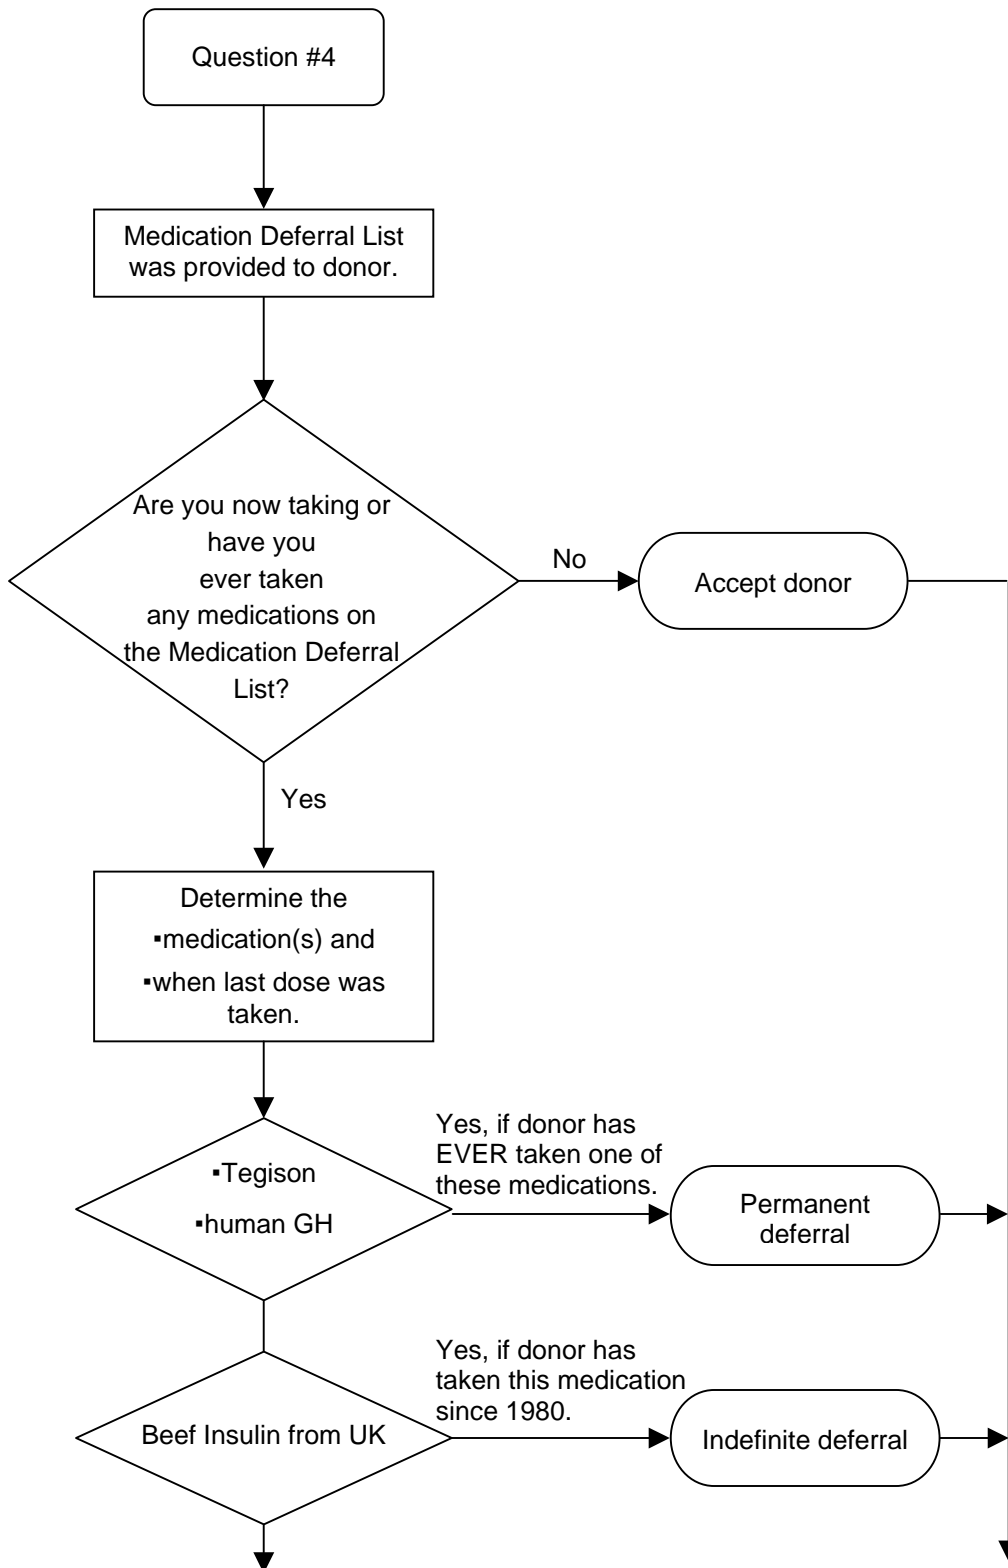 Question #4
Medication Deferral List
was provided to donor.
Are you now taking or
have you
ever taken
any medications on
the Medication Deferral
List?
No
Accept donor
Yes
Determine the
▪medication(s) and
▪when last dose was
taken.
Yes, if donor has
EVER taken one of
these medications.
▪Tegison
▪human GH
Permanent
deferral
Yes, if donor has
taken this medication
since 1980.
Beef Insulin from UK
Indefinite deferral